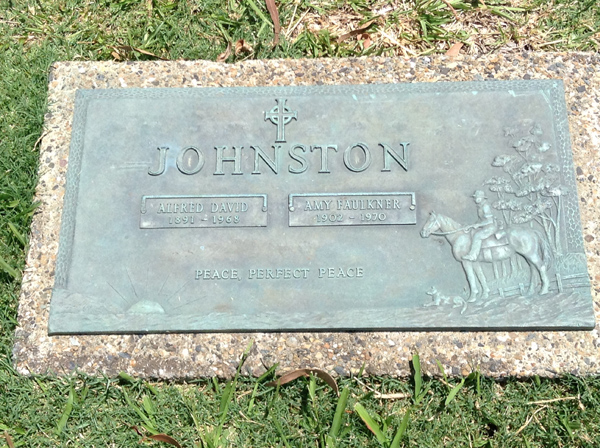 JOHNSTON
ALFRED DAVID
1891 - 1968
AMY FAULKNER
1902 - 1970
PEACE, PERFECT PEACE